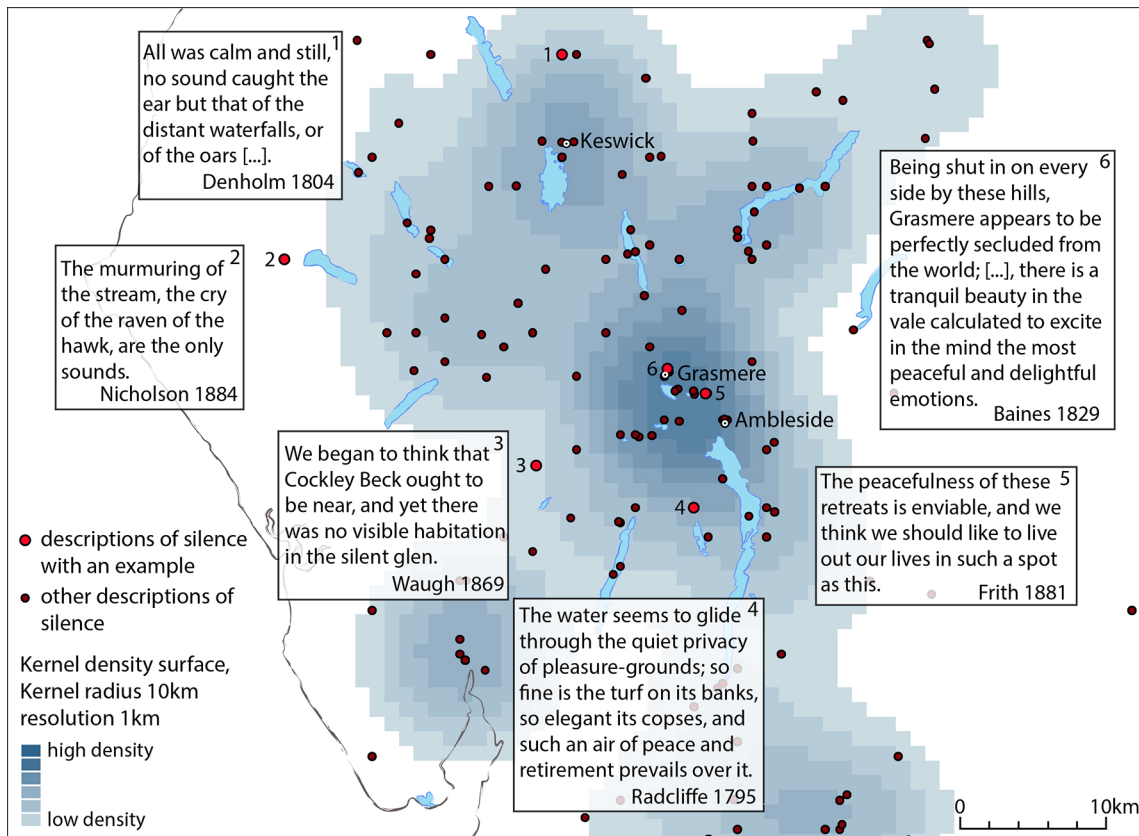 All was calm and still, 1
no sound caught the
ear but that of the
distant waterfalls, or
of the oars [...].
Denholm 1804
1
Keswick
Being shut in on every 6
side by these hills,
Grasmere appears to be
perfectly secluded from
the world; [...], there is a
tranquil beauty in the
vale calculated to excite
in the mind the most
peaceful and delightful
emotions.
Baines 1829
The murmuring of 2
the stream, the cry
of the raven of the
hawk, are the only
sounds.
Nicholson 1884
2
6
Grasmere
5
Ambleside
We began to think that 3
Cockley Beck ought to
be near, and yet there
was no visible habitation
in the silent glen.
Waugh 1869
3
4
The peacefulness of these 5
retreats is enviable, and we
think we should like to live
out our lives in such a spot
as this.
Frith 1881
descriptions of silence
with an example
other descriptions of
silence
Kernel density surface,
Kernel radius 10km
resolution 1km
high density
low density
The water seems to glide 4
through the quiet privacy
of pleasure-grounds; so
fine is the turf on its banks,
so elegant its copses, and
such an air of peace and
retirement prevails over it.
Radcliffe 1795
0
10km